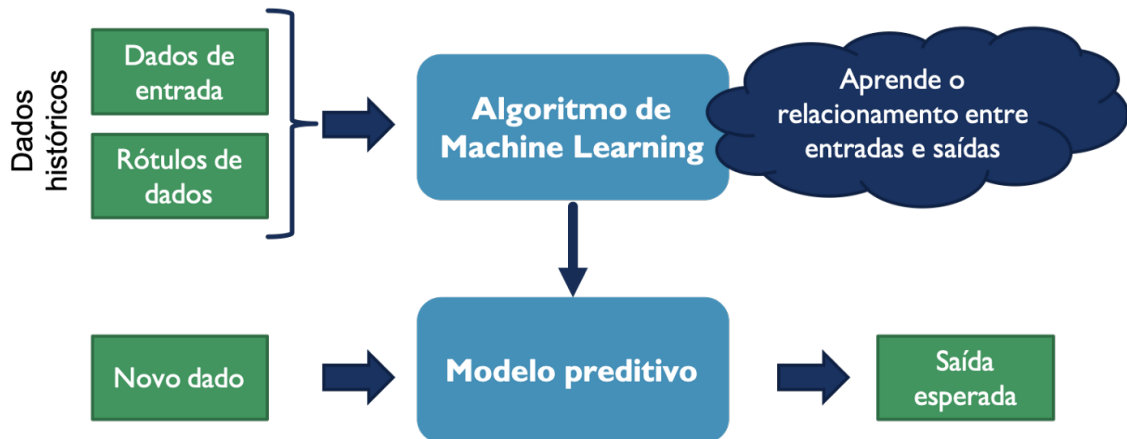 Dados
históricos
Dados de
entrada
Rótulos de
dados
Algoritmo de
Machine Learning
Aprende o
relacionamento entre
entradas e saídas
Novo dado
Modelo preditivo
Saída
esperada